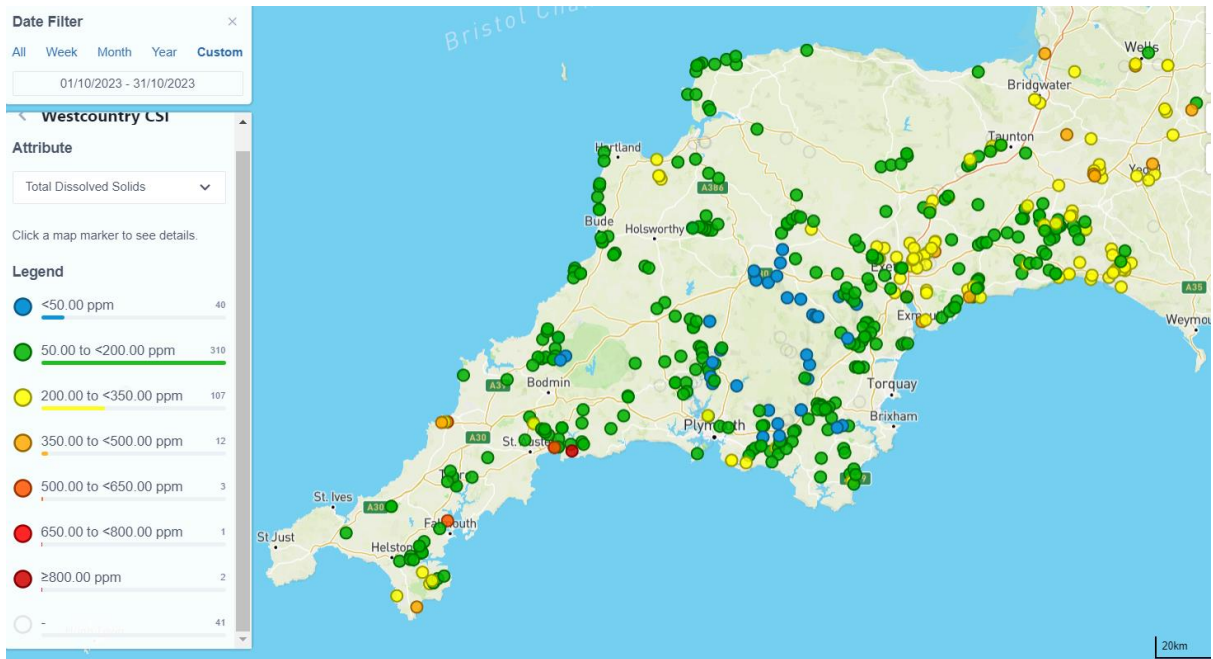 Date Filter ×
All Week Month Year Custom
01/10/2023 - 31/10/2023
Westcountry CSI
Attribute
Total Dissolved Solids
Click a map marker to see details.
Legend
<50.00 ppm 40
50.00 to <200.00 ppm 310
200.00 to <350.00 ppm 107
350.00 to <500.00 ppm 12
500.00 to <650.00 ppm 3
650.00 to <800.00 ppm 1
≥800.00 ppm 2
- 41
Bristol Cha
Wells
Bridgwater
Taunton
Hartland
A386
Bude
Holsworthy
A35
Weymou
Bodmin
Torquay
Brixham
Plymouth
A30
St.
St. Ives
A30
Falmouth
St Just
Helston
20km